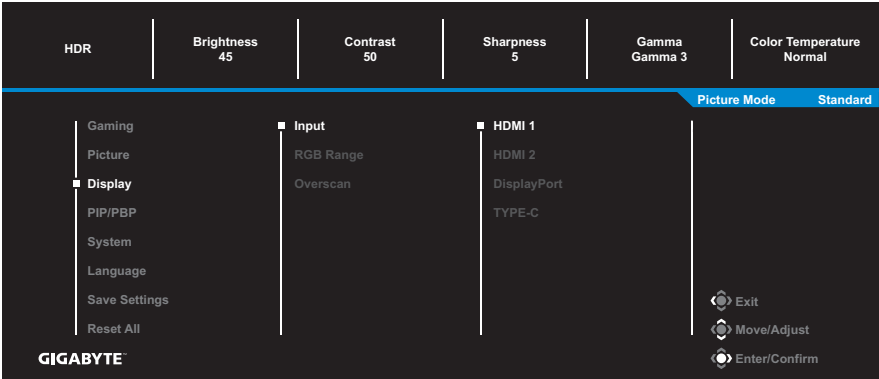 HDR
Brightness
45
Contrast
50
Sharpness
5
Gamma
Gamma 3
Color Temperature
Normal
Picture Mode Standard
Gaming
Picture
Display
PIP/PBP
System
Language
Save Settings
Reset All
Input
RGB Range
Overscan
HDMI 1
HDMI 2
DisplayPort
TYPE-C
Exit
Move/Adjust
Enter/Confirm
GIGABYTE™